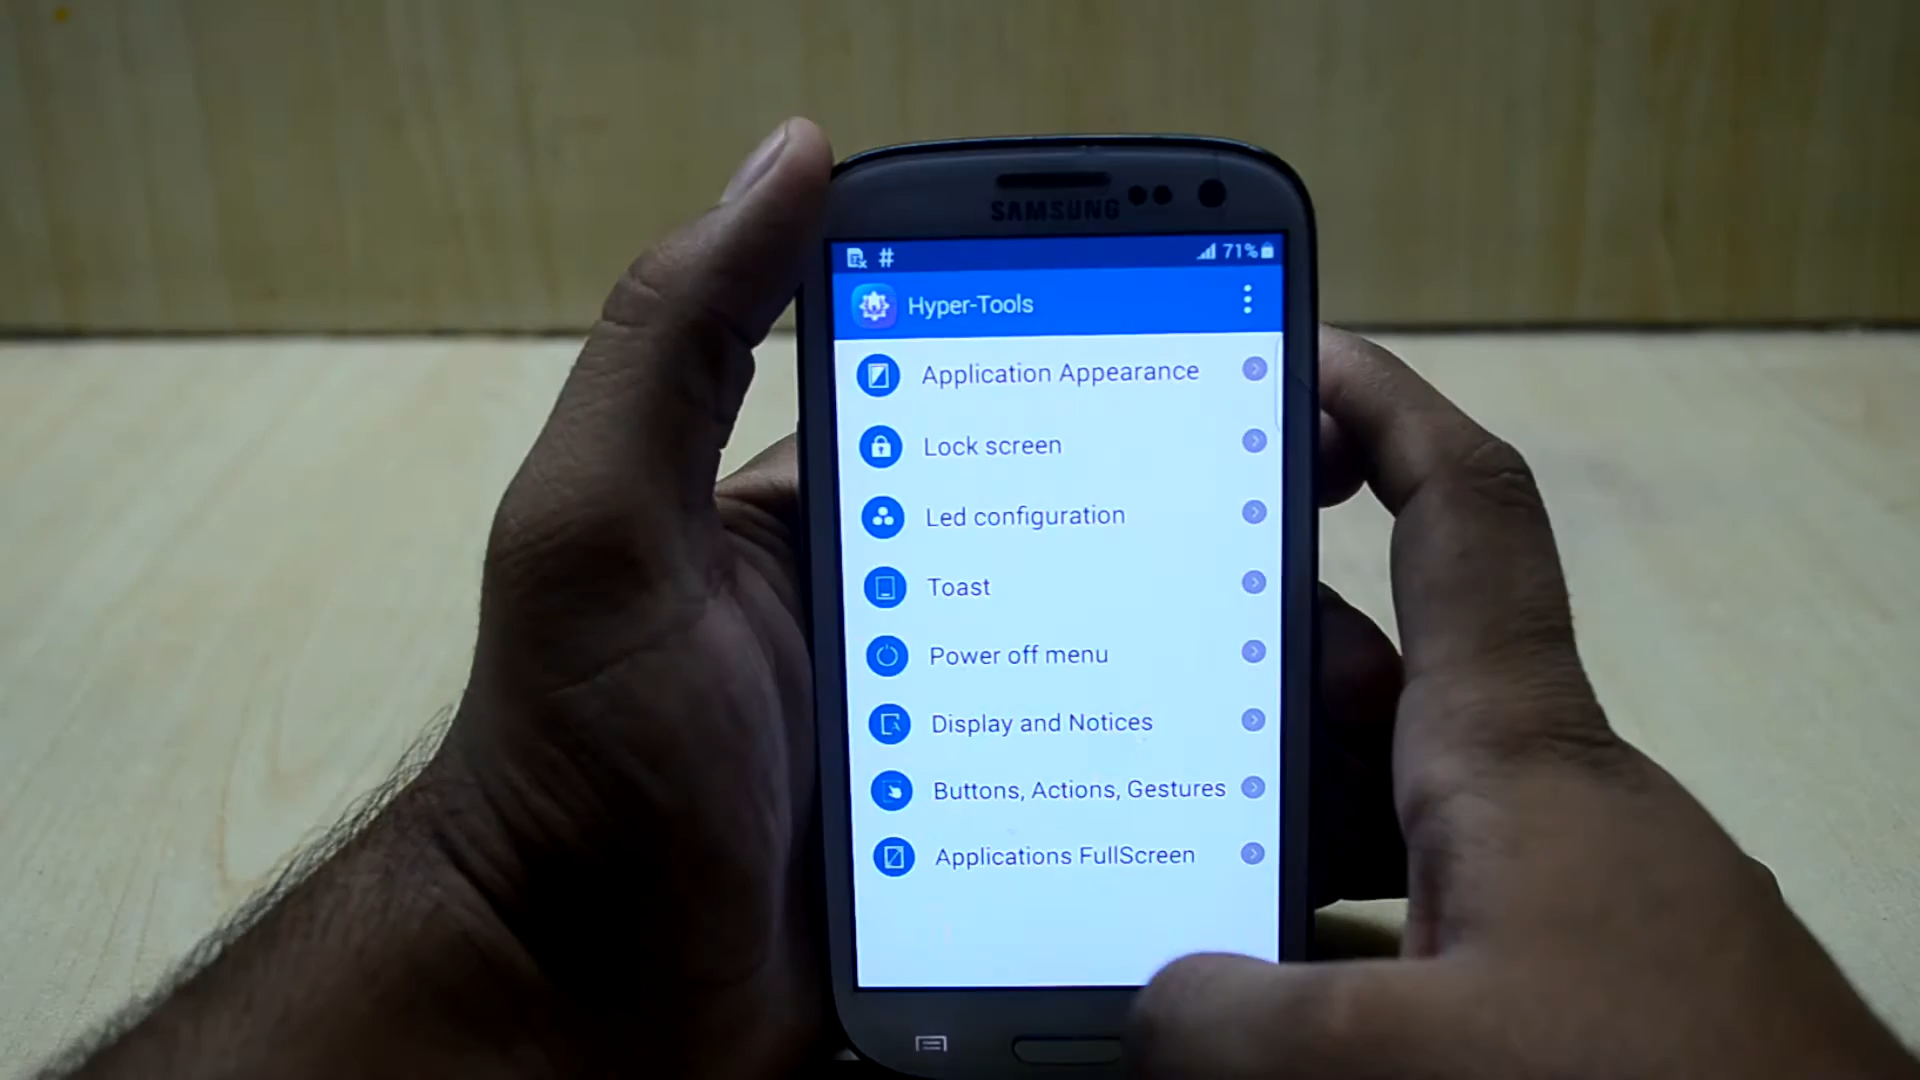 SAMSUNG
# 71%
Hyper-Tools
Application Appearance
Lock screen
Led configuration
Toast
Power off menu
Display and Notices
Buttons, Actions, Gestures
Applications FullScreen